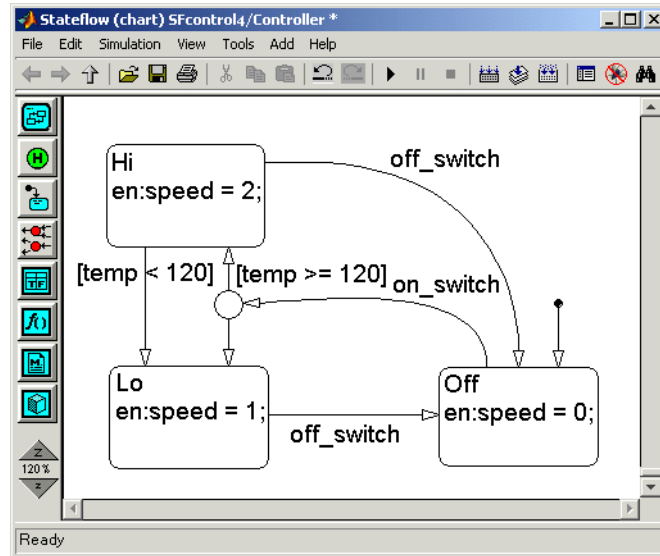 Stateflow (chart) SFcontrol4/Controller *
File Edit Simulation View Tools Add Help
H
Hi
en:speed = 2;
off_switch
[temp < 120]
[temp >= 120]
on_switch
Lo
en:speed = 1;
off_switch
Off
en:speed = 0;
TF
f()
M
Z
120 %
z
Ready